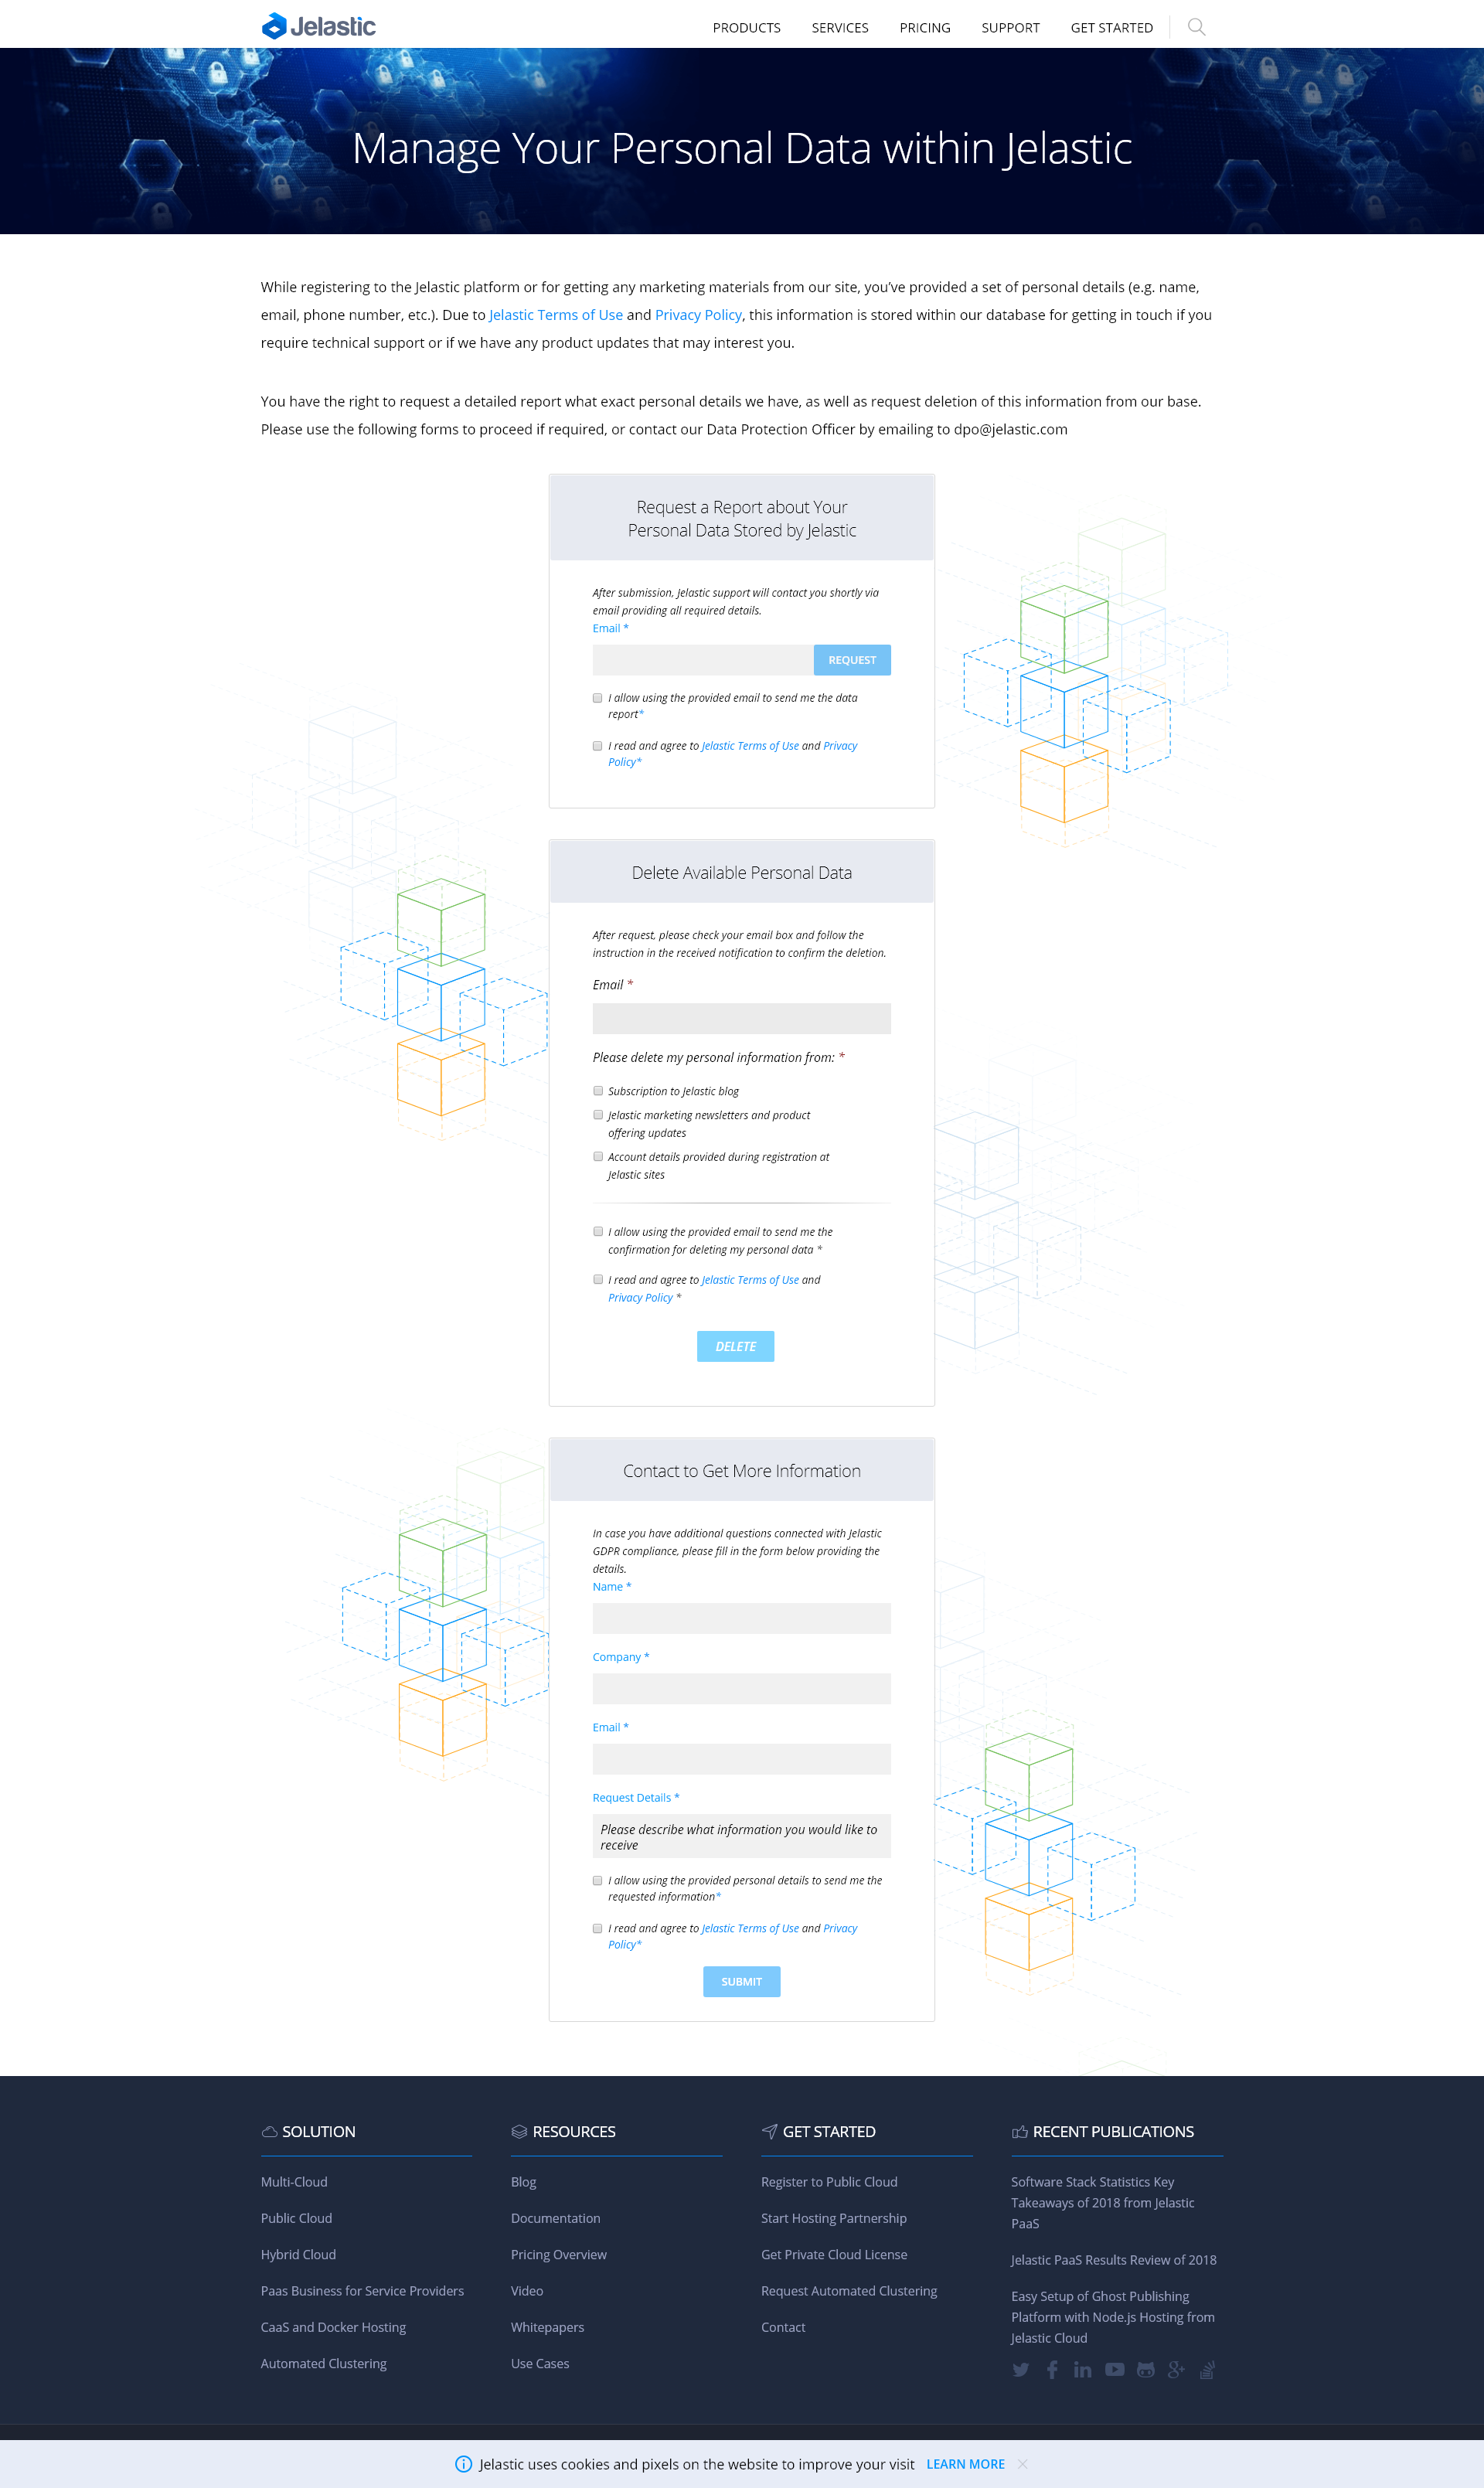 Jelastic
PRODUCTS SERVICES PRICING SUPPORT GET STARTED
Manage Your Personal Data within Jelastic
While registering to the Jelastic platform or for getting any marketing materials from our site, you've provided a set of personal details (e.g. name,
email, phone number, etc.). Due to Jelastic Terms of Use and Privacy Policy, this information is stored within our database for getting in touch if you
require technical support or if we have any product updates that may interest you.
You have the right to request a detailed report what exact personal details we have, as well as request deletion of this information from our base.
Please use the following forms to proceed if required, or contact our Data Protection Officer by emailing to dpo@jelastic.com
Request a Report about Your
Personal Data Stored by Jelastic
After submission, Jelastic support will contact you shortly via
email providing all required details.
Email *
REQUEST
I allow using the provided email to send me the data
report*
I read and agree to Jelastic Terms of Use and Privacy
Policy*
Delete Available Personal Data
After request, please check your email box and follow the
instruction in the received notification to confirm the deletion.
Email *
Please delete my personal information from: *
Subscription to Jelastic blog
Jelastic marketing newsletters and product
offering updates
Account details provided during registration at
Jelastic sites
I allow using the provided email to send me the
confirmation for deleting my personal data *
I read and agree to Jelastic Terms of Use and
Privacy Policy *
DELETE
Contact to Get More Information
In case you have additional questions connected with Jelastic
GDPR compliance, please fill in the form below providing the
details.
Name *
Company *
Email *
Request Details *
Please describe what information you would like to
receive
I allow using the provided personal details to send me the
requested information*
I read and agree to Jelastic Terms of Use and Privacy
Policy*
SUBMIT
SOLUTION
Multi-Cloud
Public Cloud
Hybrid Cloud
Paas Business for Service Providers
CaaS and Docker Hosting
Automated Clustering
RESOURCES
Blog
Documentation
Pricing Overview
Video
Whitepapers
Use Cases
GET STARTED
Register to Public Cloud
Start Hosting Partnership
Get Private Cloud License
Request Automated Clustering
Contact
RECENT PUBLICATIONS
Software Stack Statistics Key
Takeaways of 2018 from Jelastic
PaaS
Jelastic PaaS Results Review of 2018
Easy Setup of Ghost Publishing
Platform with Node.js Hosting from
Jelastic Cloud
Jelastic uses cookies and pixels on the website to improve your visit LEARN MORE